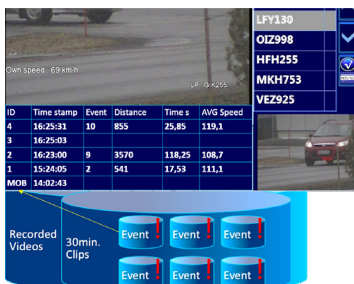 LFY130
OIZ998
HFH255
MKH753
VEZ925
Own speed 69 km/h
LP: GIK255
ID Time stamp Event Distance Time s AVG Speed
4 16:25:31 10 855 25,85 119,1
3 16:25:03
2 16:23:00 9 3570 118,25 108,7
1 15:24:05 2 541 17,53 111,1
MOB 14:02:43
Recorded
Videos
30min.
Clips
Event ! Event ! Event !
Event ! Event ! Event !